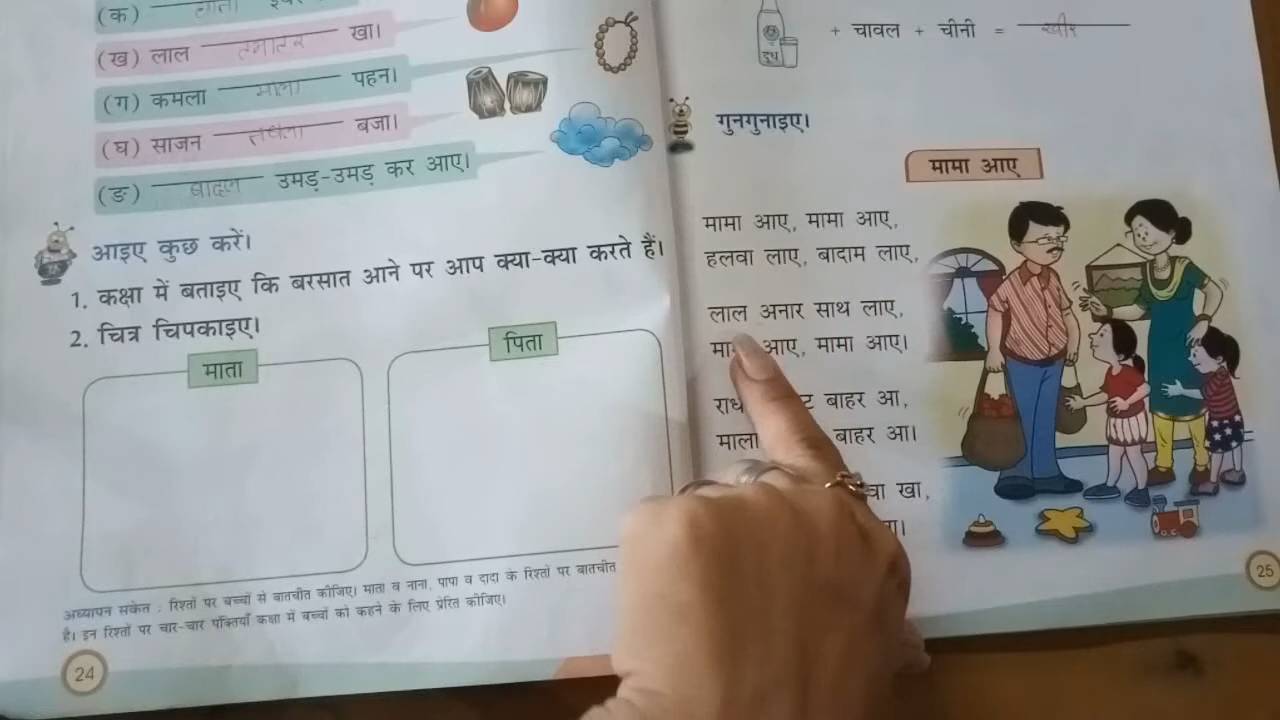 (क)
(ख) लाल टमाटर खा।
(ग) कमला माला पहन।
(घ) साजन तबला बजा।
(ङ) बादल उमड़-उमड़ कर आए।
आइए कुछ करें।
1. कक्षा में बताइए कि बरसात आने पर आप क्या-क्या करते हैं।
2. चित्र चिपकाइए।
माता
पिता
अध्यापन संकेत : रिश्तों पर बच्चों से बातचीत कीजिए। माता व नाना, पापा व दादा के रिश्तों पर बातचीत
है। इन रिश्तों पर चार-चार पंक्तियाँ कक्षा में बच्चों को कहने के लिए प्रेरित कीजिए।
24
दूध
+ चावल + चीनी = खीर
गुनगुनाइए।
मामा आए
मामा आए, मामा आए,
हलवा लाए, बादाम लाए,
लाल अनार साथ लाए,
आए, मामा आए।
बाहर आ,
माला बाहर आ।
खा,
25